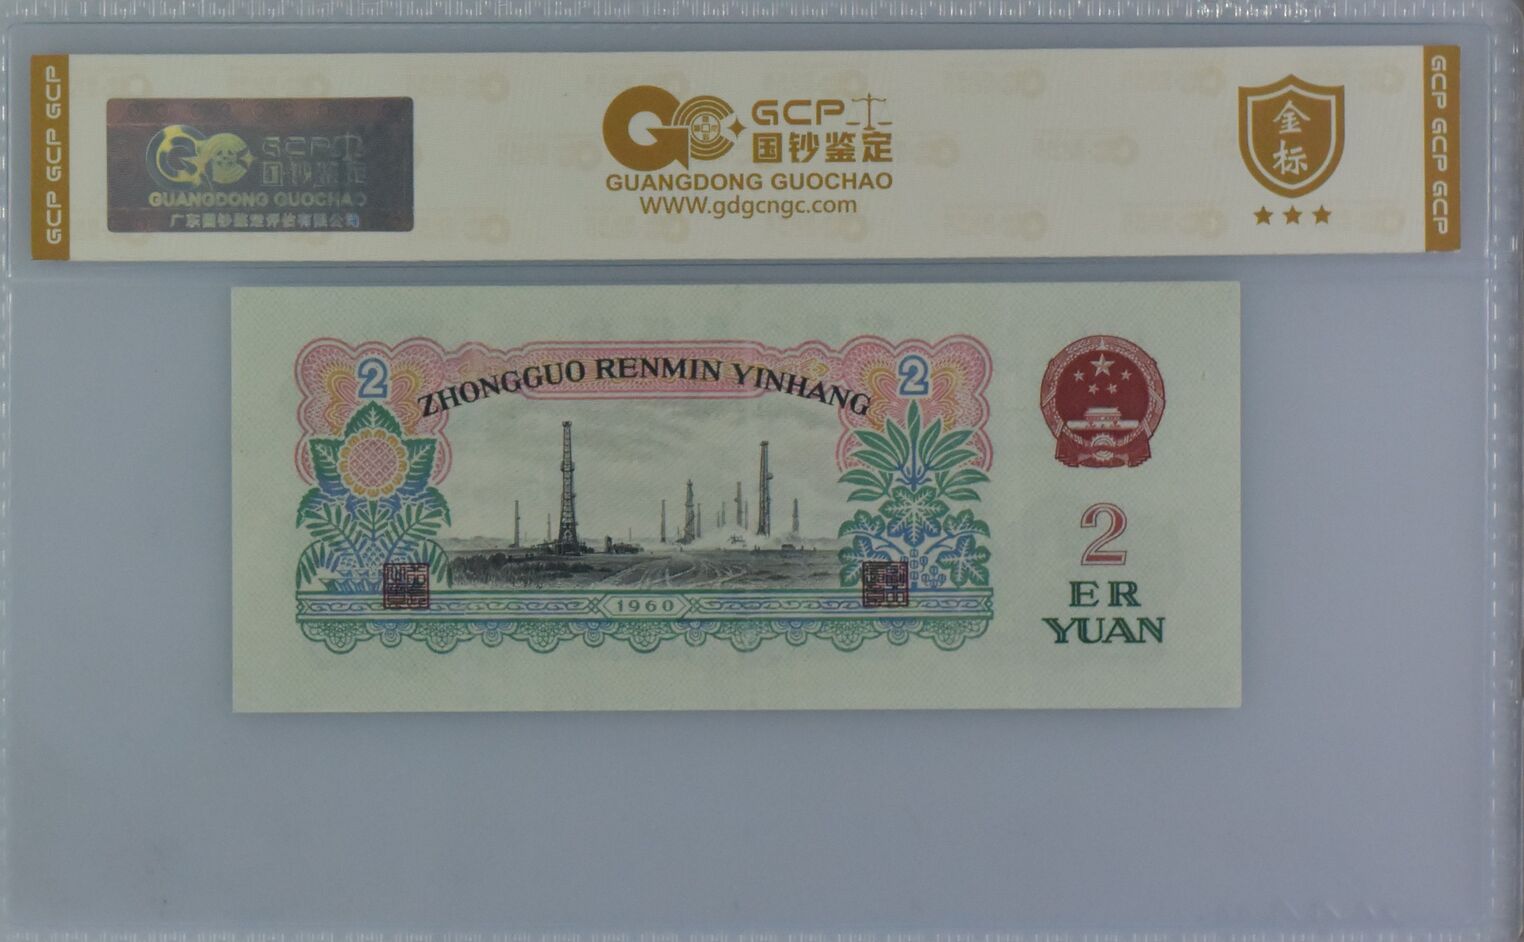 GCP GCP GCP
GCP
国钞鉴定
GUANGDONG GUOCHAO
广东国钞鉴定评估有限公司
GCP
国钞鉴定
GUANGDONG GUOCHAO
WWW.gdgcngc.com
金
标
GCP GCP GCP
2
ZHONGGUO RENMIN YINHANG
2
1960
2
ER
YUAN